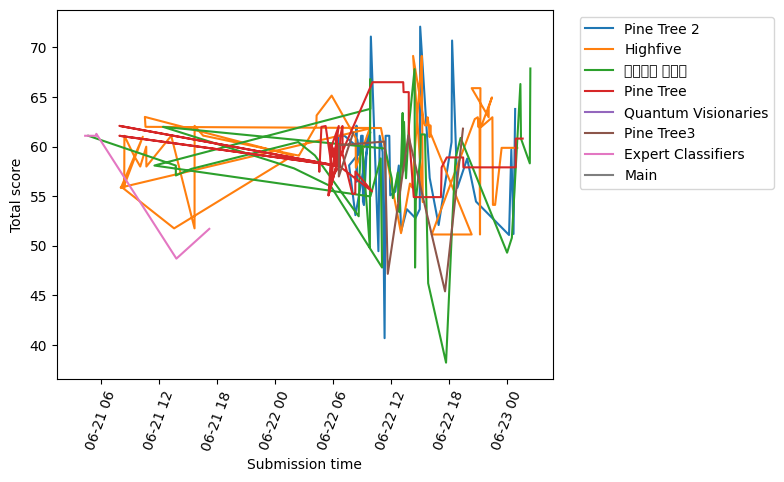 Total score
70
65
60
55
50
45
40
06-21 06
06-21 12
06-21 18
06-22 00
06-22 06
06-22 12
06-22 18
06-23 00
Submission time
Pine Tree 2
Highfive
Pine Tree
Quantum Visionaries
Pine Tree3
Expert Classifiers
Main